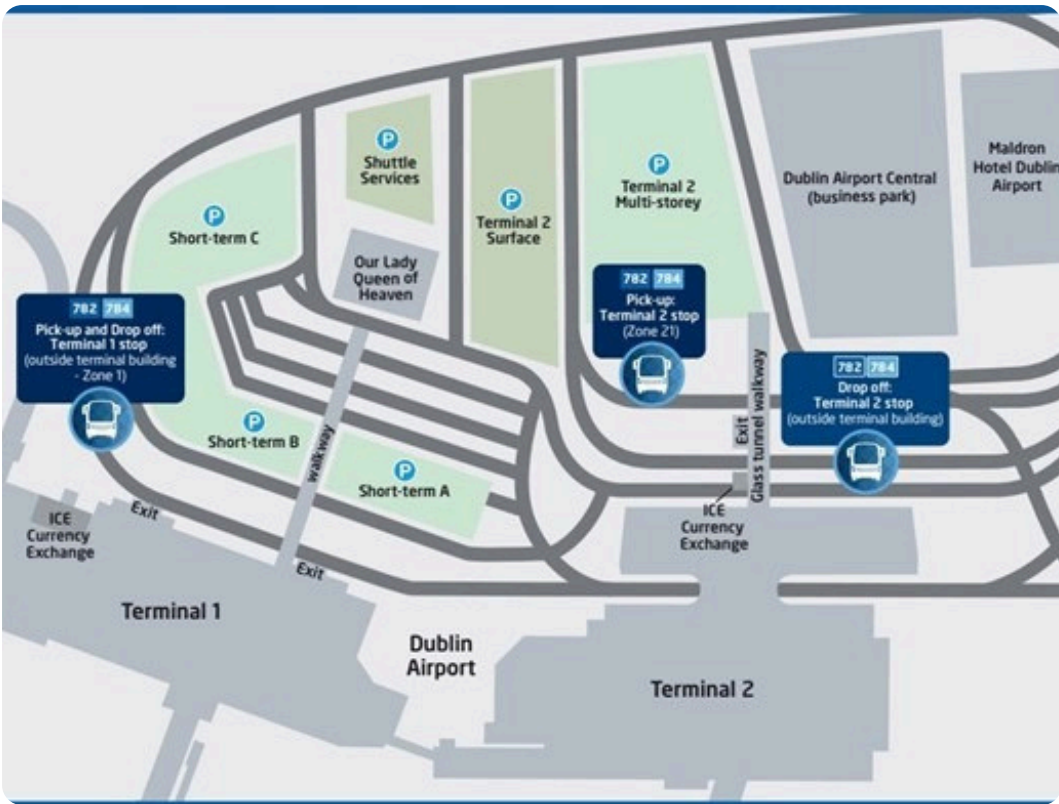 P
Shuttle
Services
P
Short-term C
P
Terminal 2
Surface
P
Terminal 2
Multi-storey
Dublin Airport Central
(business park)
Maldron
Hotel Dublin
Airport
Our Lady
Queen of
Heaven
782 784
Pick-up and Drop off:
Terminal 1 stop
(outside terminal building
- Zone 1)
782 784
Pick-up:
Terminal 2 stop
(Zone 21)
782 784
Drop off:
Terminal 2 stop
(outside terminal building)
P
Short-term B
walkway
P
Short-term A
Exit
Glass tunnel walkway
ICE
Currency
Exchange
Exit
ICE
Currency
Exchange
Exit
Terminal 1
Dublin
Airport
Terminal 2